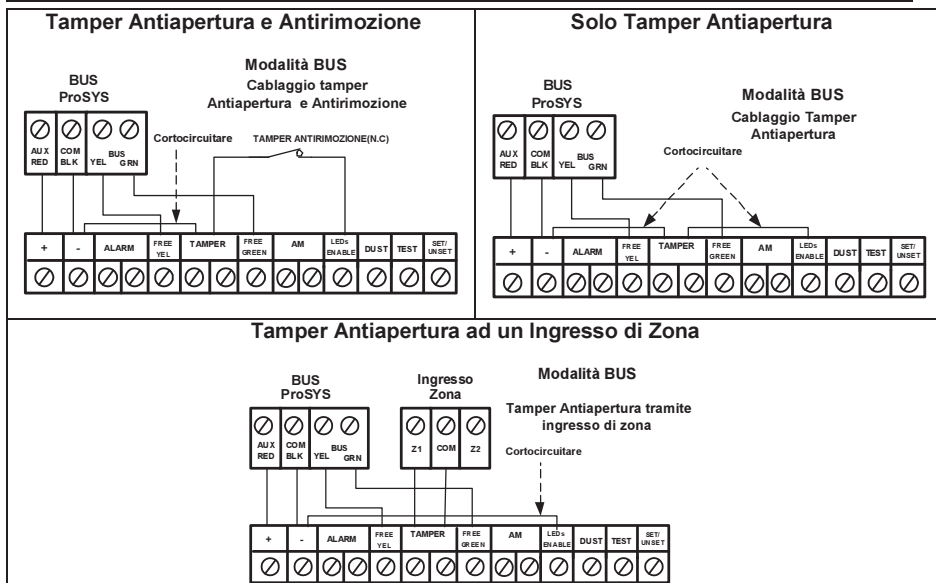 Tamper Antiapertura e Antirimozione
BUS
ProSYS
Modalità BUS
Cablaggio tamper
Antiapertura e Antirimozione
AUX
RED
COM
BLK
YEL
BUS
GRN
Cortocircuitare
TAMPER ANTIRIMOZIONE(N.C)
+
-
ALARM
FREE
YEL
TAMPER
FREE
GREEN
AM
LEDs
ENABLE
DUST
TEST
SET/
UNSET
Solo Tamper Antiapertura
BUS
ProSYS
Modalità BUS
Cablaggio Tamper
Antiapertura
AUX
RED
COM
BLK
YEL
BUS
GRN
Cortocircuitare
+
-
ALARM
FREE
YEL
TAMPER
FREE
GREEN
AM
LEDs
ENABLE
DUST
TEST
SET/
UNSET
Tamper Antiapertura ad un Ingresso di Zona
BUS
ProSYS
Ingresso
Zona
Modalità BUS
Tamper Antiapertura tramite
ingresso di zona
AUX
RED
COM
BLK
YEL
BUS
GRN
Z1
COM
Z2
Cortocircuitare
+
-
ALARM
FREE
YEL
TAMPER
FREE
GREEN
AM
LEDs
ENABLE
DUST
TEST
SET/
UNSET